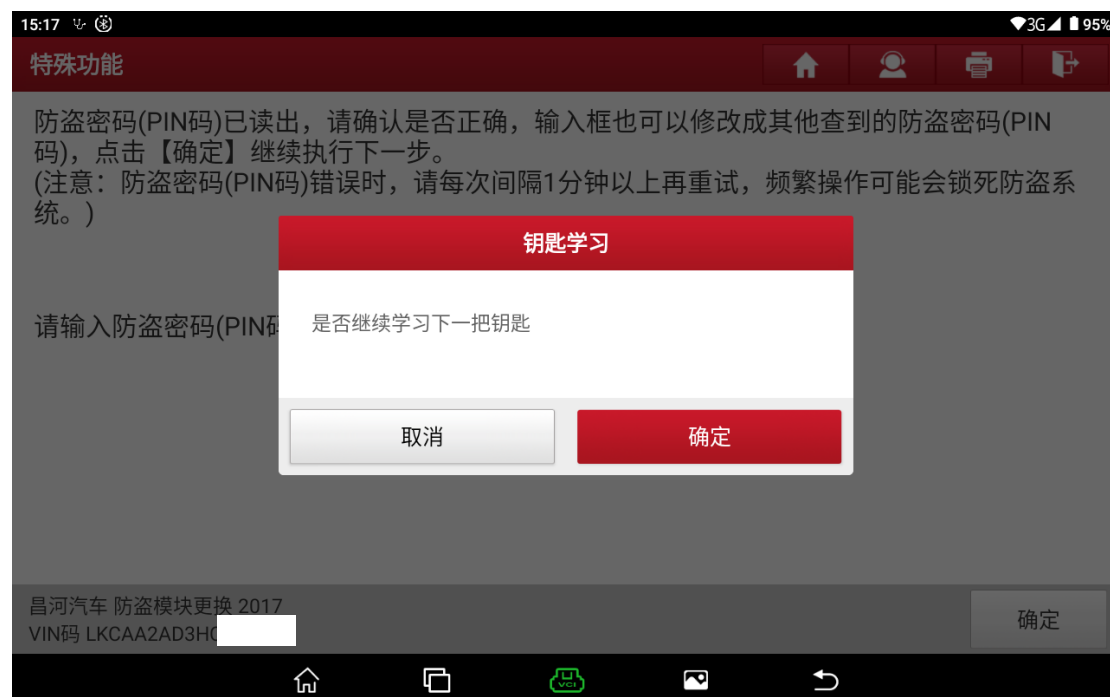 15:17
3G 95%
特殊功能
防盗密码(PIN码)已读出，请确认是否正确，输入框也可以修改成其他查到的防盗密码(PIN
码)，点击【确定】继续执行下一步。
(注意：防盗密码(PIN码)错误时，请每次间隔1分钟以上再重试，频繁操作可能会锁死防盗系
统。)
钥匙学习
请输入防盗密码(PIN码
是否继续学习下一把钥匙
取消
确定
昌河汽车 防盗模块更换 2017
VIN码 LKCAA2AD3H
确定
VCI